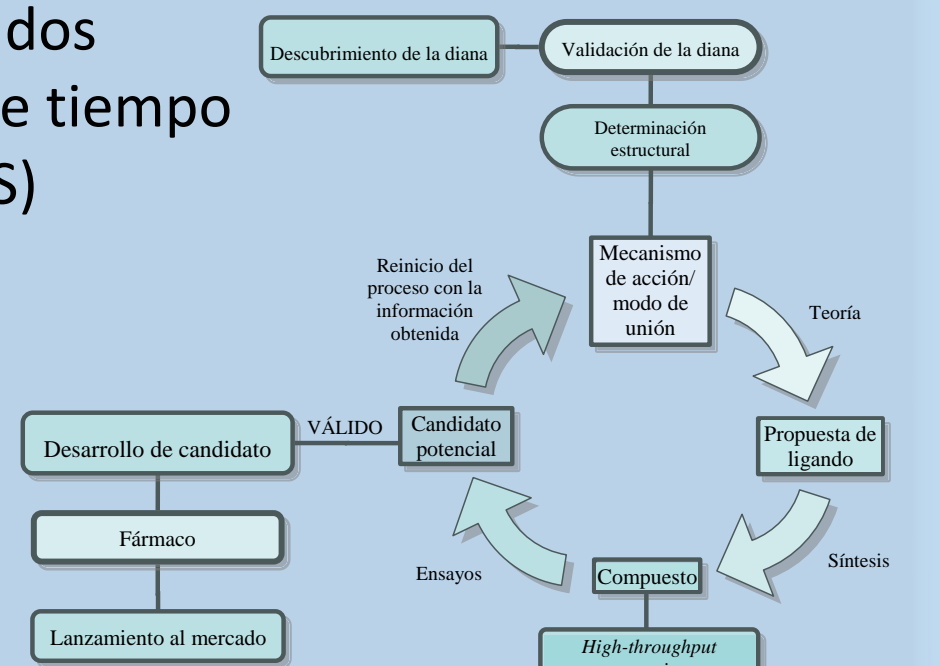 dos
e tiempo
S)
Descubrimiento de la diana
Validación de la diana
Determinación
estructural
Mecanismo
de acción/
modo de
unión
Reinicio del
proceso con la
información
obtenida
Teoría
VÁLIDO
Candidato
potencial
Propuesta de
ligando
Desarrollo de candidato
Fármaco
Ensayos
Compuesto
Síntesis
Lanzamiento al mercado
High-throughput